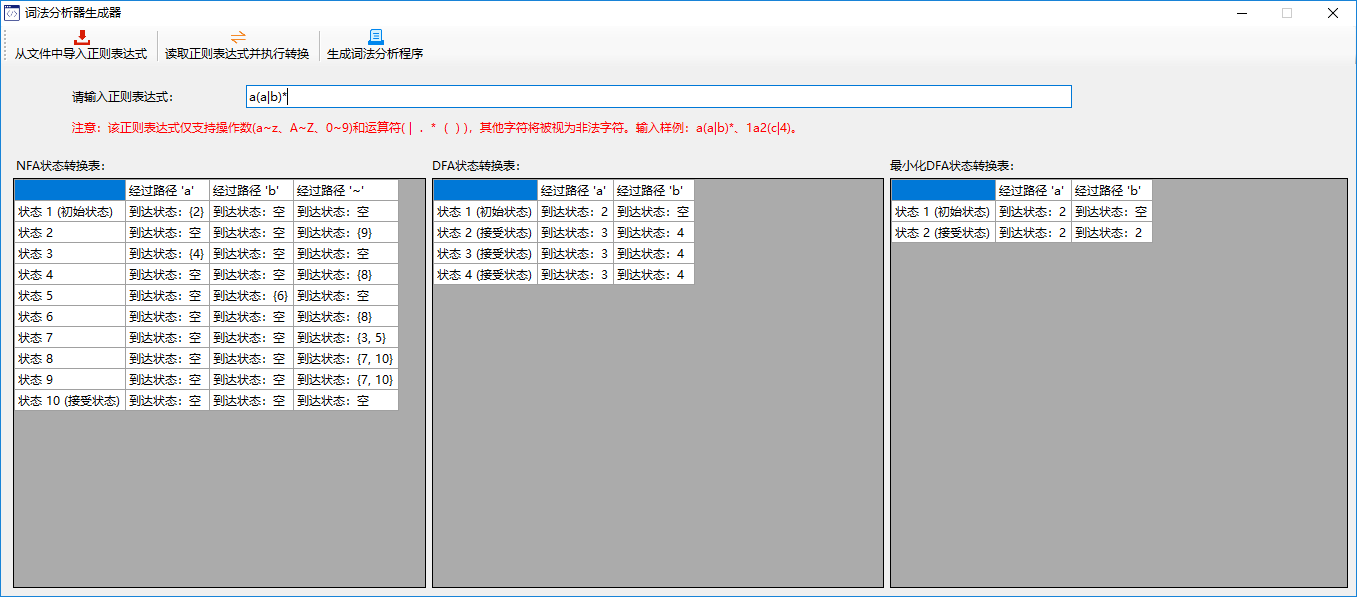 词法分析器生成器
从文件中导入正则表达式 读取正则表达式并执行转换 生成词法分析程序
请输入正则表达式： a(a|b)*
注意：该正则表达式仅支持操作数(a~z、A~Z、0~9)和运算符( | . * ( ) )，其他字符将被视为非法字符。输入样例：a(a|b)*、1a2(c|4)。
NFA状态转换表：
经过路径 'a' 经过路径 'b' 经过路径 '~'
状态 1 (初始状态) 到达状态：{2} 到达状态：空 到达状态：空
状态 2 到达状态：空 到达状态：空 到达状态：{9}
状态 3 到达状态：{4} 到达状态：空 到达状态：空
状态 4 到达状态：空 到达状态：空 到达状态：{8}
状态 5 到达状态：空 到达状态：{6} 到达状态：空
状态 6 到达状态：空 到达状态：空 到达状态：{8}
状态 7 到达状态：空 到达状态：空 到达状态：{3, 5}
状态 8 到达状态：空 到达状态：空 到达状态：{7, 10}
状态 9 到达状态：空 到达状态：空 到达状态：{7, 10}
状态 10 (接受状态) 到达状态：空 到达状态：空 到达状态：空
DFA状态转换表：
经过路径 'a' 经过路径 'b'
状态 1 (初始状态) 到达状态：2 到达状态：空
状态 2 (接受状态) 到达状态：3 到达状态：4
状态 3 (接受状态) 到达状态：3 到达状态：4
状态 4 (接受状态) 到达状态：3 到达状态：4
最小化DFA状态转换表：
经过路径 'a' 经过路径 'b'
状态 1 (初始状态) 到达状态：2 到达状态：空
状态 2 (接受状态) 到达状态：2 到达状态：2